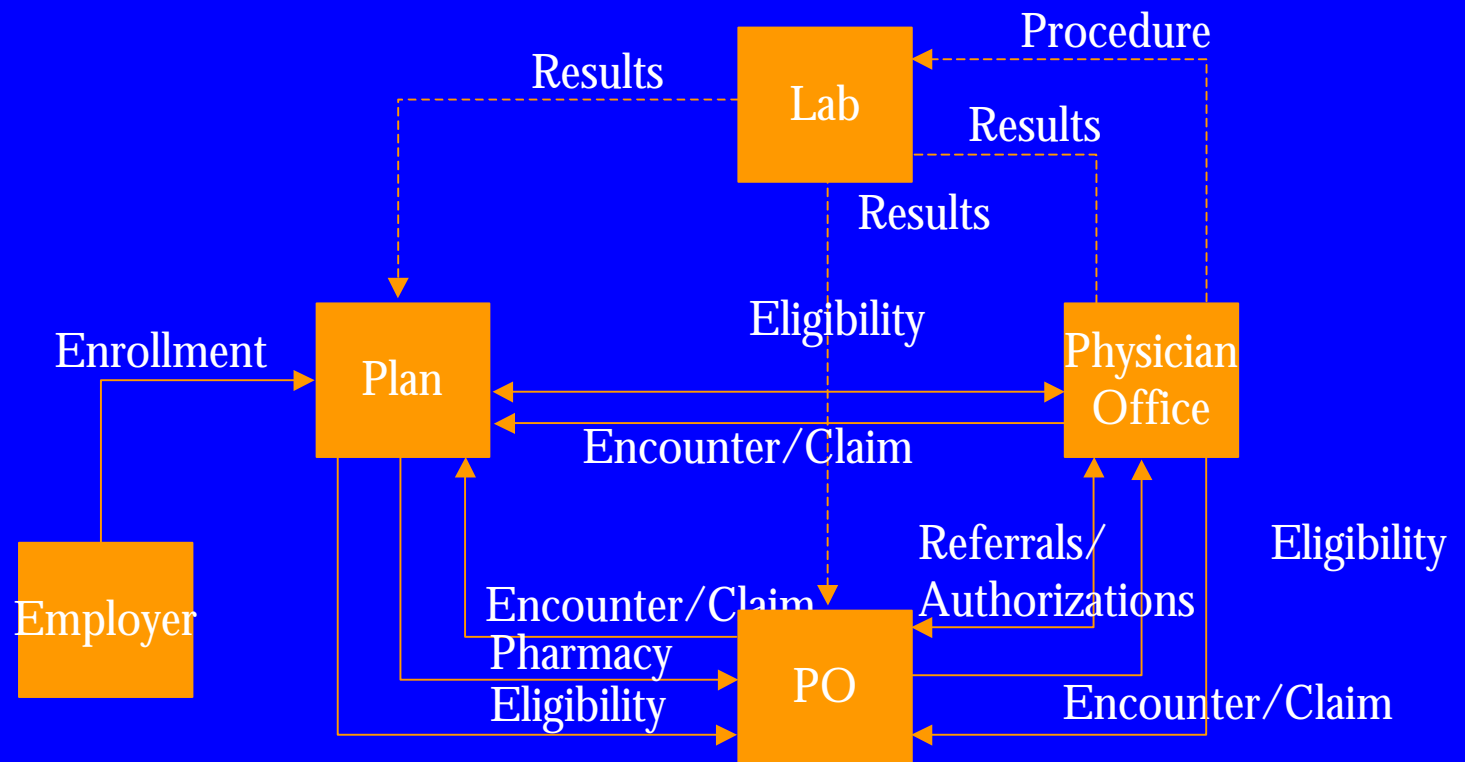 Procedure
Results
Lab
Results
Results
Eligibility
Enrollment
Plan
Physician
Office
Encounter/Claim
Referrals/
Authorizations
Eligibility
Employer
Encounter/Claim
Pharmacy
Eligibility
PO
Encounter/Claim